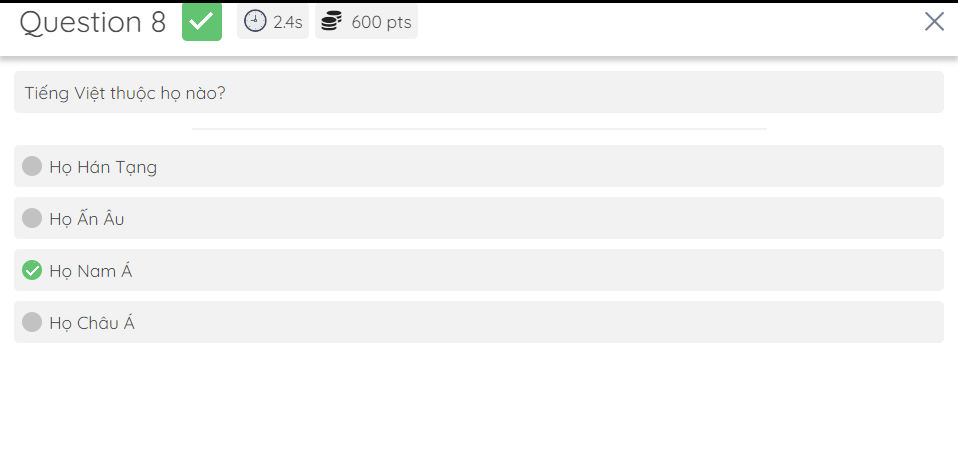 Question 8 2.4s 600 pts
Tiếng Việt thuộc họ nào?
Họ Hán Tạng
Họ Ấn Âu
Họ Nam Á
Họ Châu Á